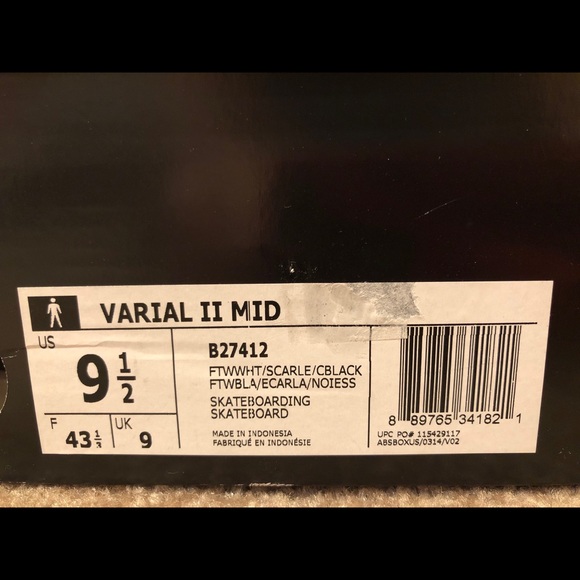 VARIAL II MID
US
9 1/2
F
43 1/3
UK
9
B27412
FTWWHT/SCARLE/CBLACK
FTWBLA/ECARLA/NOIESS
SKATEBOARDING
SKATEBOARD
MADE IN INDONESIA
FABRIQUÉ EN INDONÉSIE
8 89765 34182 1
UPC PO# 115429117
ABSBOXUS/0314/V02